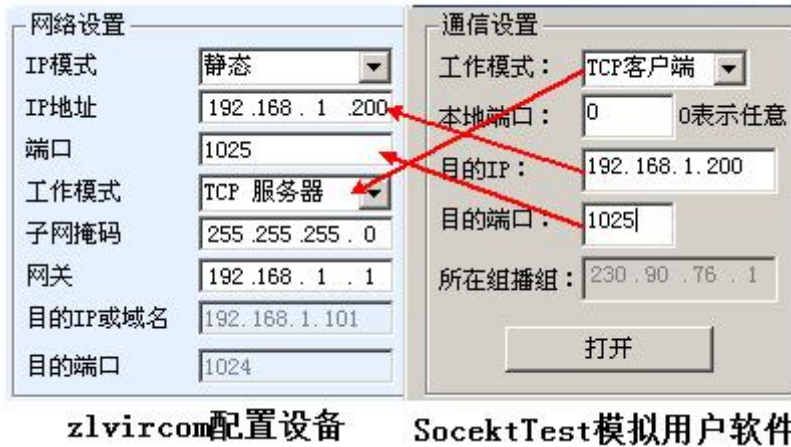 网络设置
IP模式 静态
IP地址 192 .168 . 1 .200
端口 1025
工作模式 TCP 服务器
子网掩码 255 .255 .255 . 0
网关 192 .168 . 1 . 1
目的IP或域名 192.168.1.101
目的端口 1024
zlvircom配置设备
通信设置
工作模式： TCP客户端
本地端口： 0 0表示任意
目的IP： 192.168.1.200
目的端口： 1025
所在组播组： 230 .90 .76 . 1
打开
SocektTest模拟用户软件